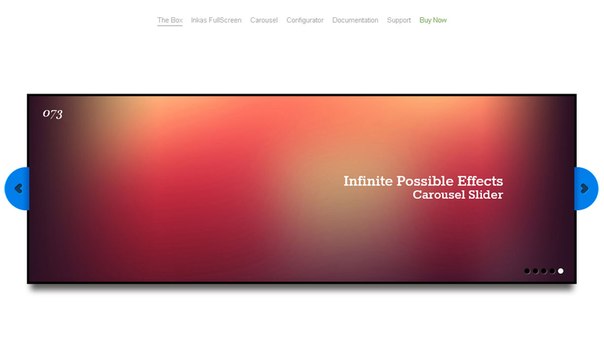 The Box Inkas FullScreen Carousel Configurator Documentation Support Buy Now
073
Infinite Possible Effects
Carousel Slider